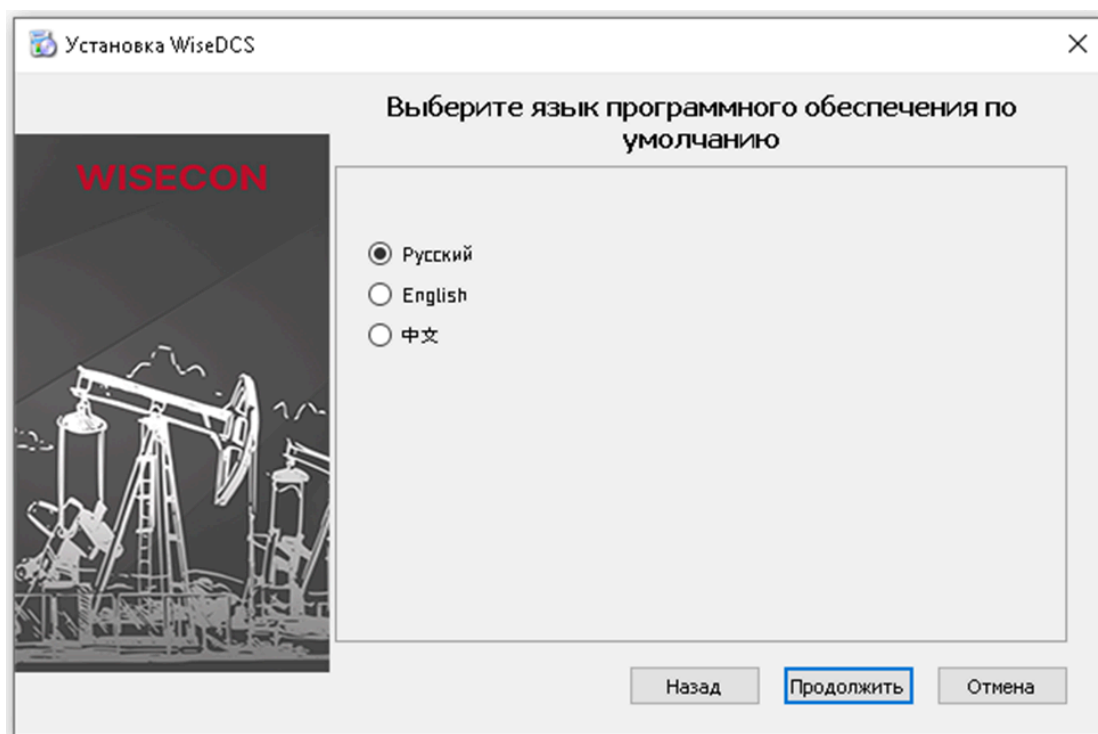 Установка WiseDCS
Выберите язык программного обеспечения по
умолчанию
WISECON
Русский
English
中文
Назад
Продолжить
Отмена